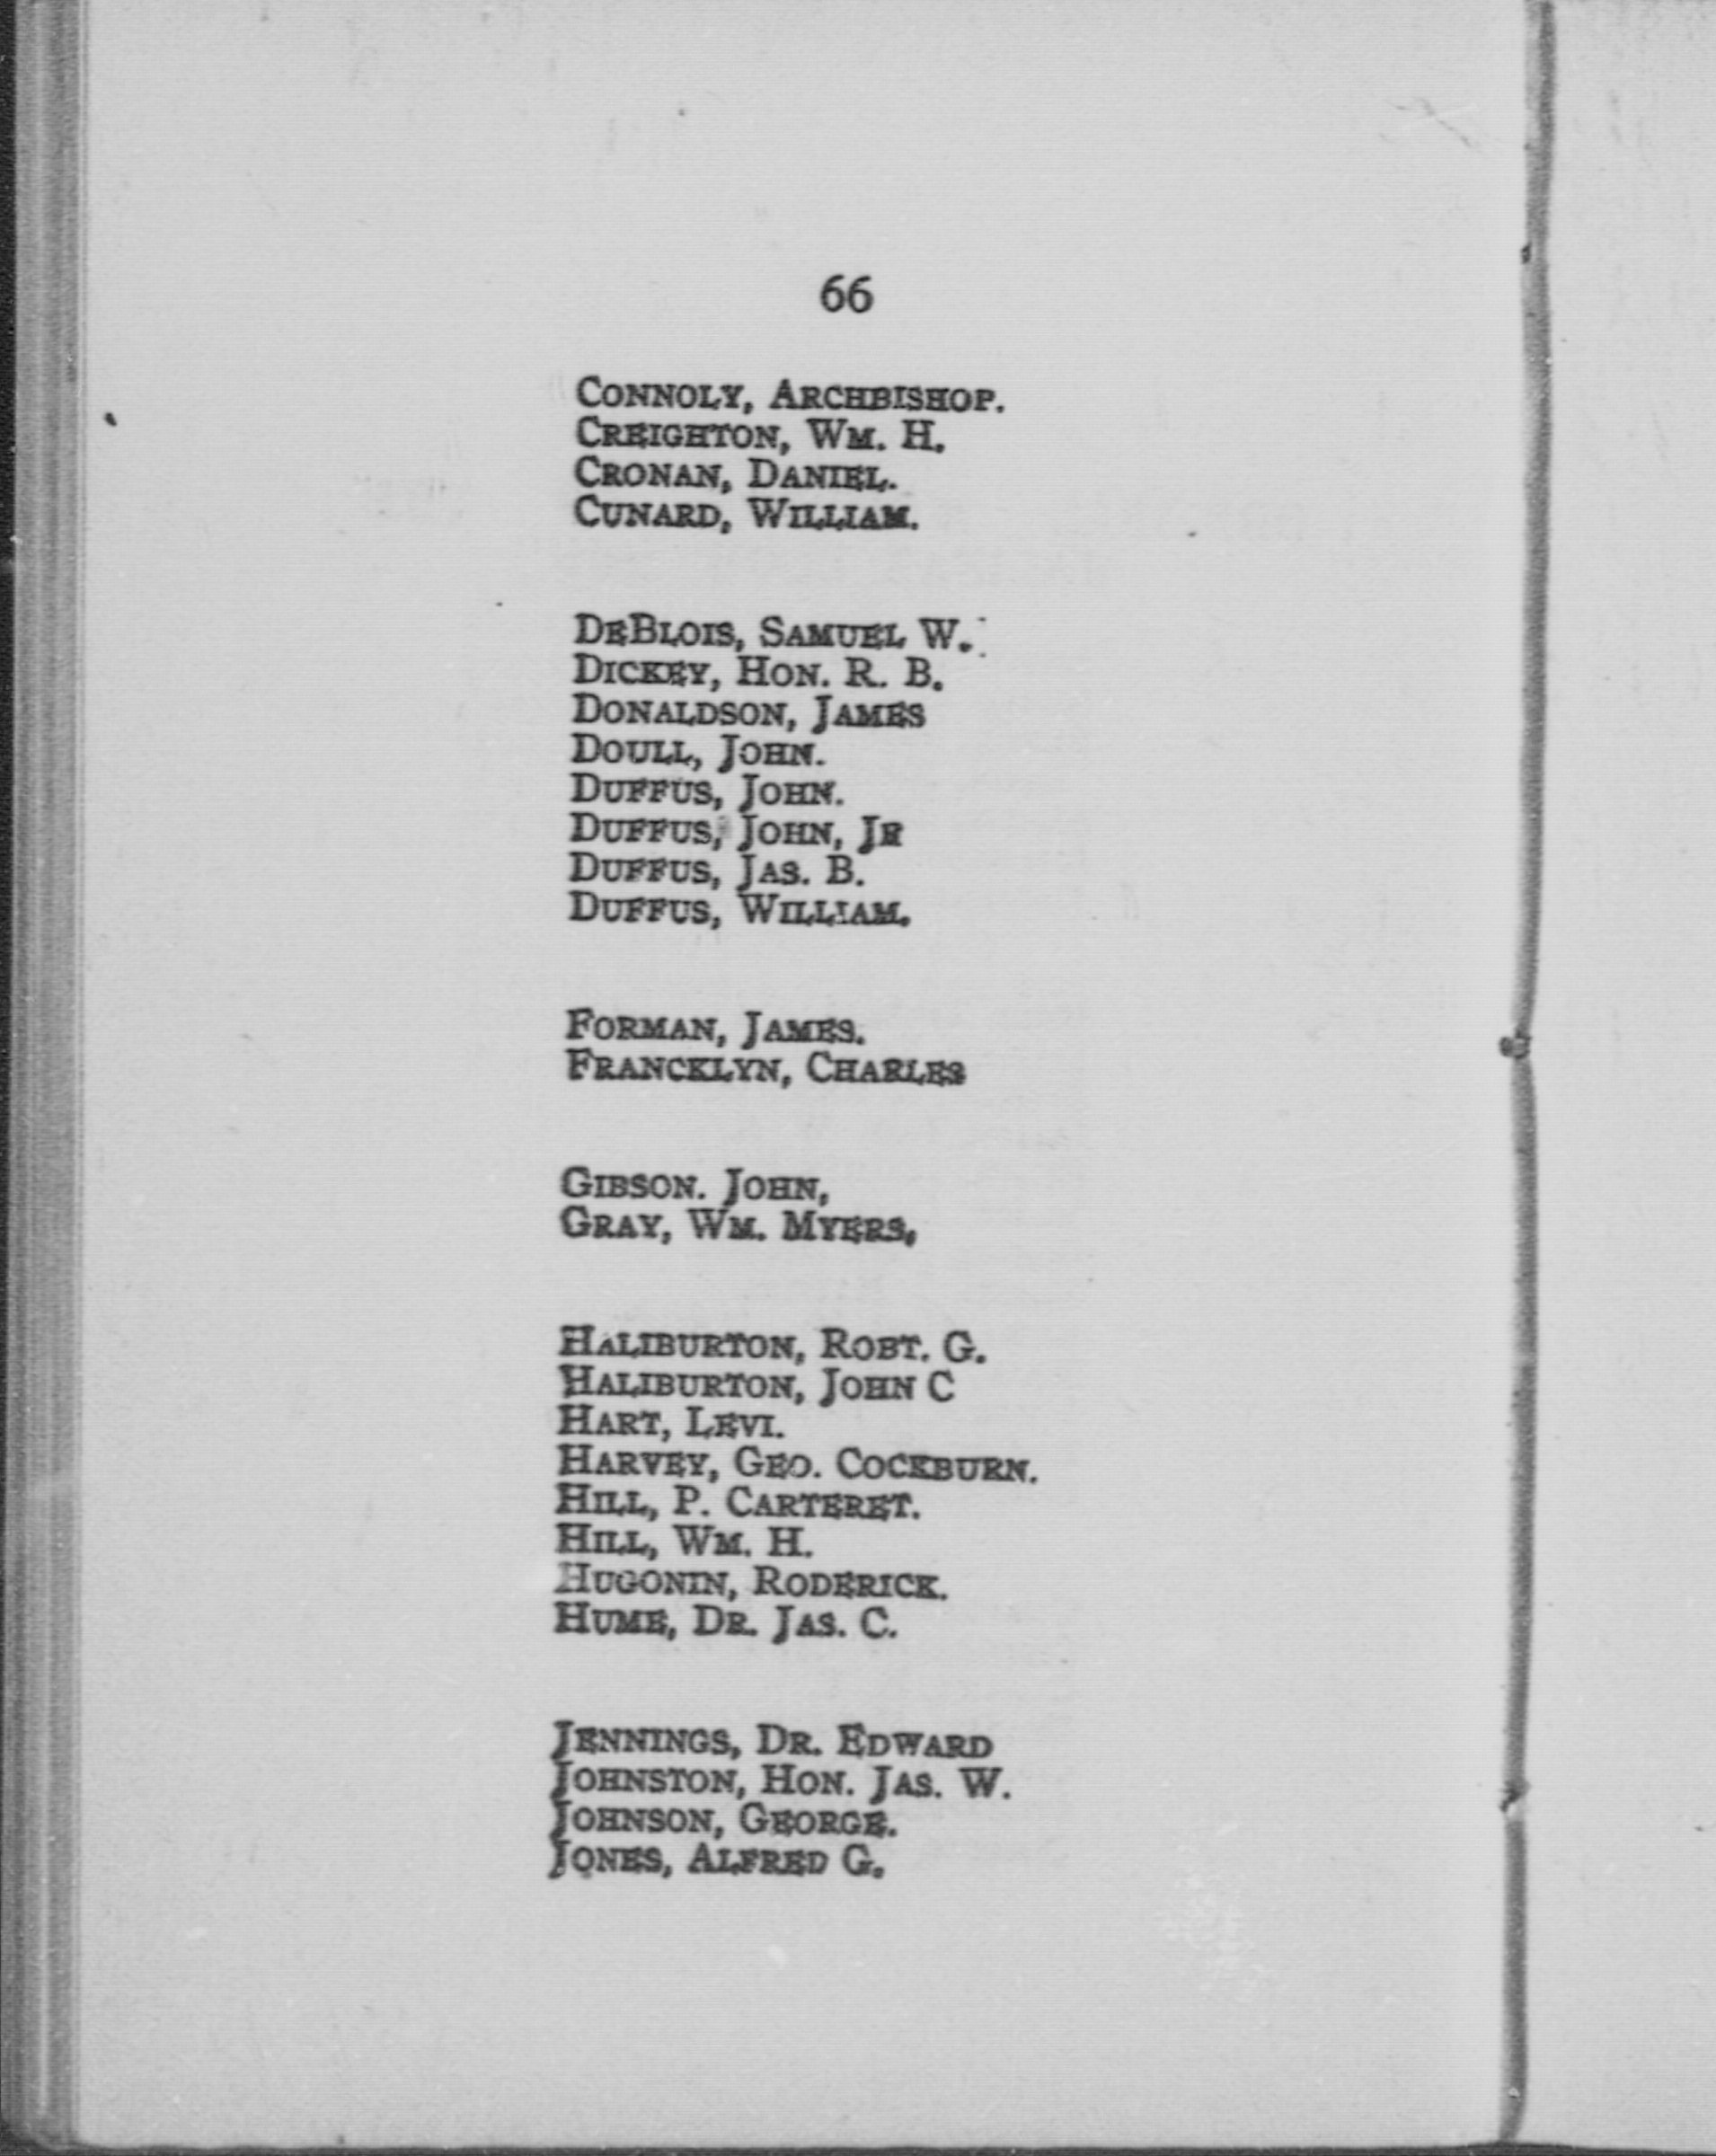 66
CONNOLY, ARCHBISHOP.
CREIGHTON, WM. H.
CRONAN, DANIEL.
CUNARD, WILLIAM.
DEBLOIS, SAMUEL W.
DICKEY, HON. R. B.
DONALDSON, JAMES
DOULL, JOHN.
DUFFUS, JOHN.
DUFFUS, JOHN, JR
DUFFUS, JAS. B.
DUFFUS, WILLIAM.
FORMAN, JAMES.
FRANCKLYN, CHARLES
GIBSON. JOHN,
GRAY, WM. MYERS,
HALIBURTON, ROBT. G.
HALIBURTON, JOHN C
HART, LEVI.
HARVEY, GEO. COCKBURN.
HILL, P. CARTERET.
HILL, WM. H.
HUGONIN, RODERICK.
HUME, DR. JAS. C.
JENNINGS, DR. EDWARD
JOHNSTON, HON. JAS. W.
JOHNSON, GEORGE.
JONES, ALFRED G.